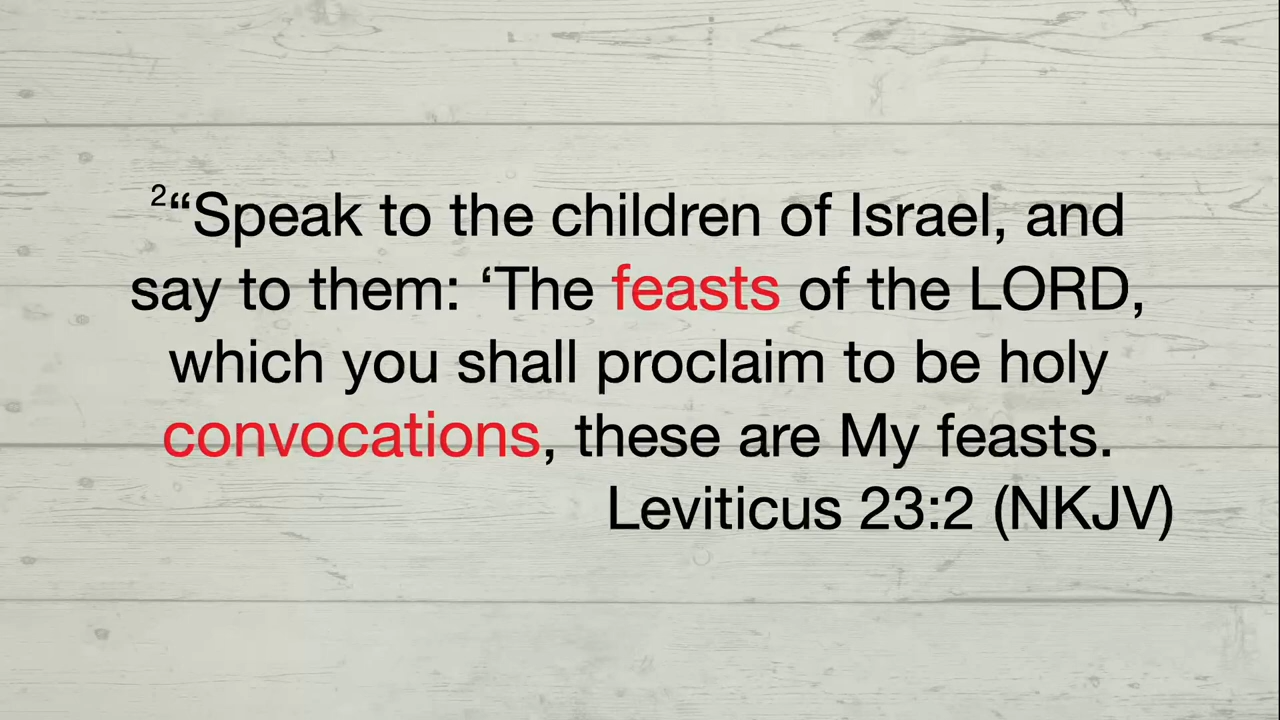 ²“Speak to the children of Israel, and
say to them: ‘The feasts of the LORD,
which you shall proclaim to be holy
convocations, these are My feasts.
Leviticus 23:2 (NKJV)